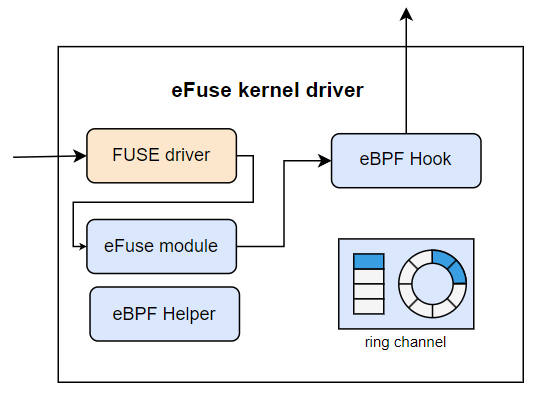 eFuse kernel driver
FUSE driver
eBPF Hook
eFuse module
eBPF Helper
ring channel